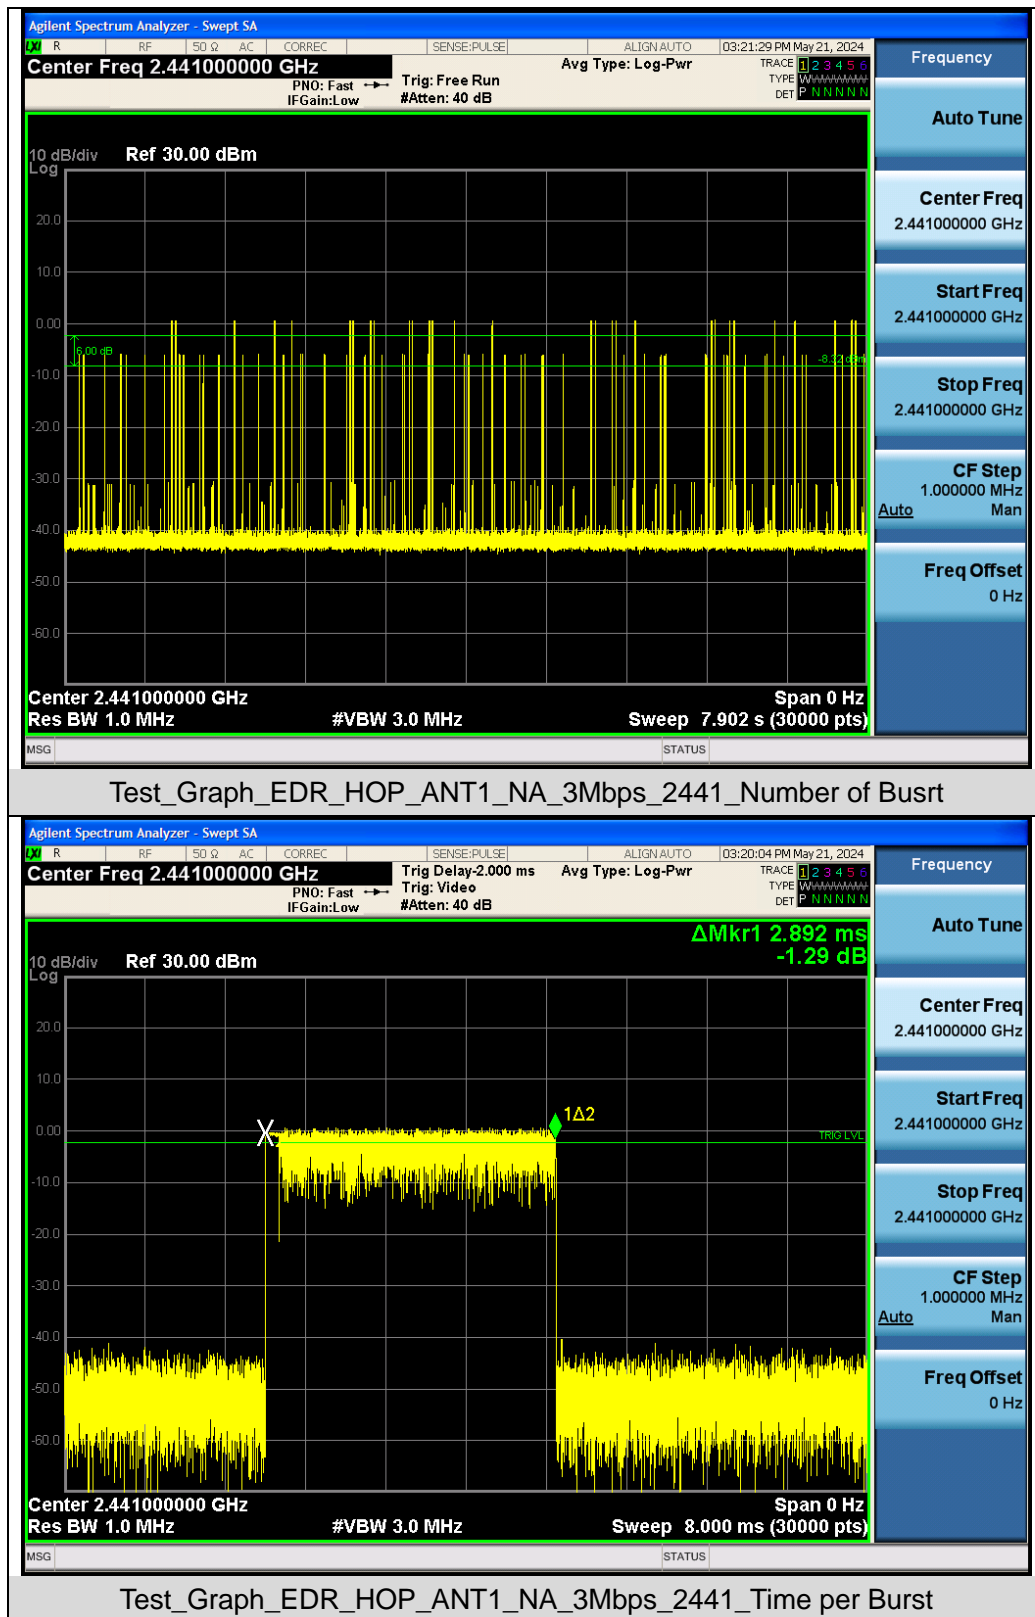 Agilent Spectrum Analyzer - Swept SA
LXI R RF 50 Ω AC CORREC SENSE:PULSE ALIGN AUTO 03:21:29 PM May 21, 2024
Center Freq 2.441000000 GHz
PNO: Fast
IFGain:Low
Trig: Free Run
#Atten: 40 dB
Avg Type: Log-Pwr
TRACE 1 2 3 4 5 6
TYPE
DET P N N N N N
10 dB/div
Log
Ref 30.00 dBm
20.0
10.0
0.00
-10.0
-20.0
-30.0
-40.0
-50.0
-60.0
6.00 dB
-8.32 dBm
Center 2.441000000 GHz
Span 0 Hz
Res BW 1.0 MHz
#VBW 3.0 MHz
Sweep 7.902 s (30000 pts)
MSG
STATUS
Frequency
Auto Tune
Center Freq
2.441000000 GHz
Start Freq
2.441000000 GHz
Stop Freq
2.441000000 GHz
CF Step
1.000000 MHz
Auto Man
Freq Offset
0 Hz
Test_Graph_EDR_HOP_ANT1_NA_3Mbps_2441_Number of Busrt
Agilent Spectrum Analyzer - Swept SA
LXI R RF 50 Ω AC CORREC SENSE:PULSE ALIGN AUTO 03:20:04 PM May 21, 2024
Center Freq 2.441000000 GHz
PNO: Fast
IFGain:Low
Trig Delay-2.000 ms
Trig: Video
#Atten: 40 dB
Avg Type: Log-Pwr
TRACE 1 2 3 4 5 6
TYPE
DET P N N N N N
ΔMkr1 2.892 ms
-1.29 dB
10 dB/div
Log
Ref 30.00 dBm
20.0
10.0
0.00
-10.0
-20.0
-30.0
-40.0
-50.0
-60.0
1Δ2
TRIG LVL
Center 2.441000000 GHz
Span 0 Hz
Res BW 1.0 MHz
#VBW 3.0 MHz
Sweep 8.000 ms (30000 pts)
MSG
STATUS
Frequency
Auto Tune
Center Freq
2.441000000 GHz
Start Freq
2.441000000 GHz
Stop Freq
2.441000000 GHz
CF Step
1.000000 MHz
Auto Man
Freq Offset
0 Hz
Test_Graph_EDR_HOP_ANT1_NA_3Mbps_2441_Time per Burst